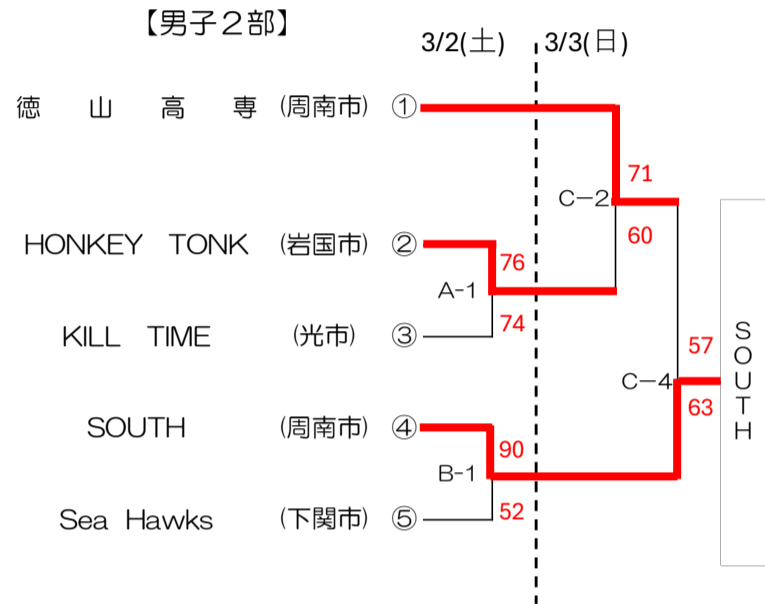 【男子２部】
3/2(土) 3/3(日)
徳 山 高 専 (周南市) ①
71
C−2
60
HONKEY TONK (岩国市) ②
76
A-1
74
KILL TIME (光市) ③
57
C−4
63
SOUTH
SOUTH (周南市) ④
90
B-1
52
Sea Hawks (下関市) ⑤